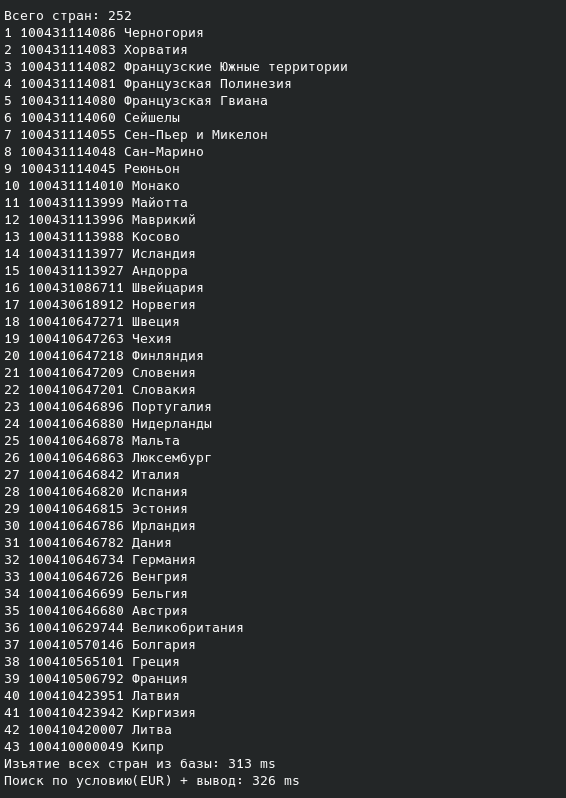 Всего стран: 252
1 100431114086 Черногория
2 100431114083 Хорватия
3 100431114082 Французские Южные территории
4 100431114081 Французская Полинезия
5 100431114080 Французская Гвиана
6 100431114060 Сейшелы
7 100431114055 Сен-Пьер и Микелон
8 100431114048 Сан-Марино
9 100431114045 Реюньон
10 100431114010 Монако
11 100431113999 Майотта
12 100431113996 Маврикий
13 100431113988 Косово
14 100431113977 Исландия
15 100431113927 Андорра
16 100431086711 Швейцария
17 100430618912 Норвегия
18 100410647271 Швеция
19 100410647263 Чехия
20 100410647218 Финляндия
21 100410647209 Словения
22 100410647201 Словакия
23 100410646896 Португалия
24 100410646880 Нидерланды
25 100410646878 Мальта
26 100410646863 Люксембург
27 100410646842 Италия
28 100410646820 Испания
29 100410646815 Эстония
30 100410646786 Ирландия
31 100410646782 Дания
32 100410646734 Германия
33 100410646726 Венгрия
34 100410646699 Бельгия
35 100410646680 Австрия
36 100410629744 Великобритания
37 100410570146 Болгария
38 100410565101 Греция
39 100410506792 Франция
40 100410423951 Латвия
41 100410423942 Киргизия
42 100410420007 Литва
43 100410000049 Кипр
Изъятие всех стран из базы: 313 ms
Поиск по условию(EUR) + вывод: 326 ms